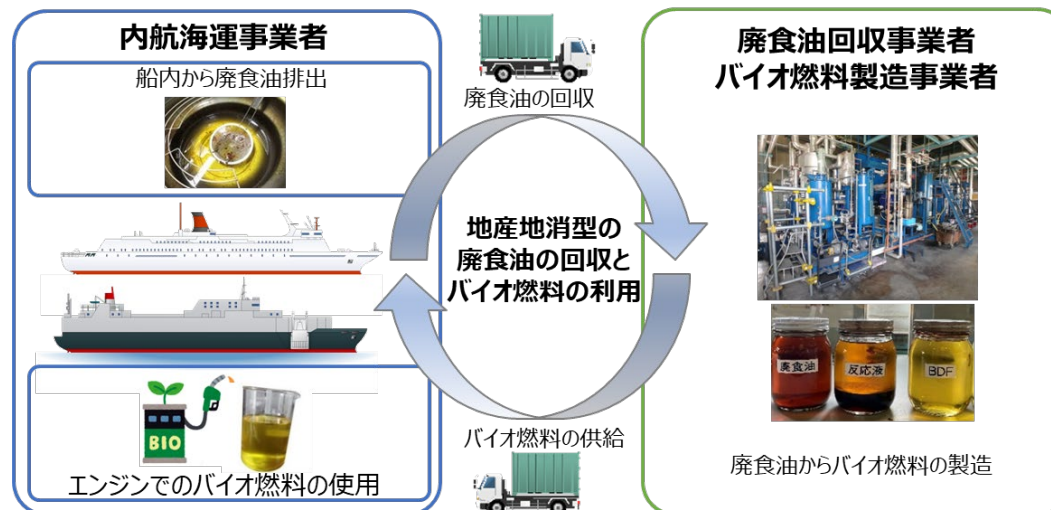 内航海運事業者
船内から廃食油排出
エンジンでのバイオ燃料の使用
BIO
廃食油の回収
地産地消型の
廃食油の回収と
バイオ燃料の利用
バイオ燃料の供給
廃食油回収事業者
バイオ燃料製造事業者
廃食油
反応液
BDF
廃食油からバイオ燃料の製造